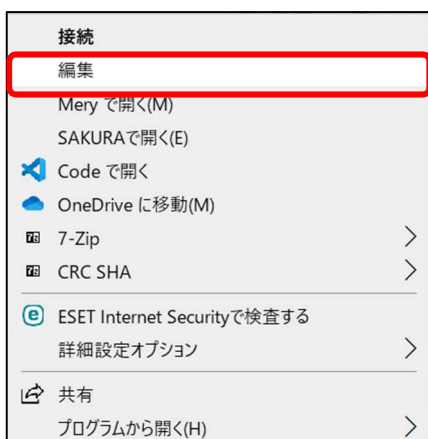 接続
編集
Mery で開く(M)
SAKURAで開く(E)
Code で開く
OneDrive に移動(M)
7-Zip
CRC SHA
ESET Internet Securityで検査する
詳細設定オプション
共有
プログラムから開く(H)